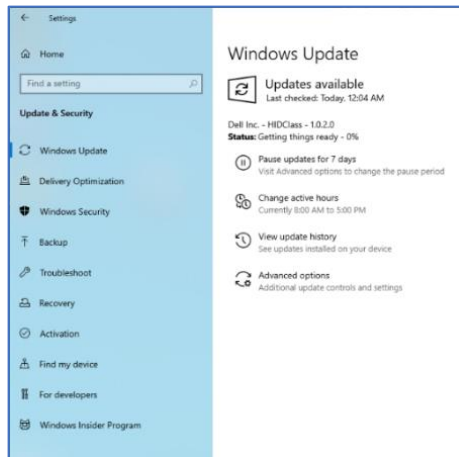 Settings
Home
Find a setting
Update & Security
Windows Update
Delivery Optimization
Windows Security
Backup
Troubleshoot
Recovery
Activation
Find my device
For developers
Windows Insider Program
Windows Update
Updates available
Last checked: Today, 12:04 AM
Dell Inc. - HIDClass - 1.0.2.0
Status: Getting things ready - 0%
Pause updates for 7 days
Visit Advanced options to change the pause period
Change active hours
Currently 8:00 AM to 5:00 PM
View update history
See updates installed on your device
Advanced options
Additional update controls and settings